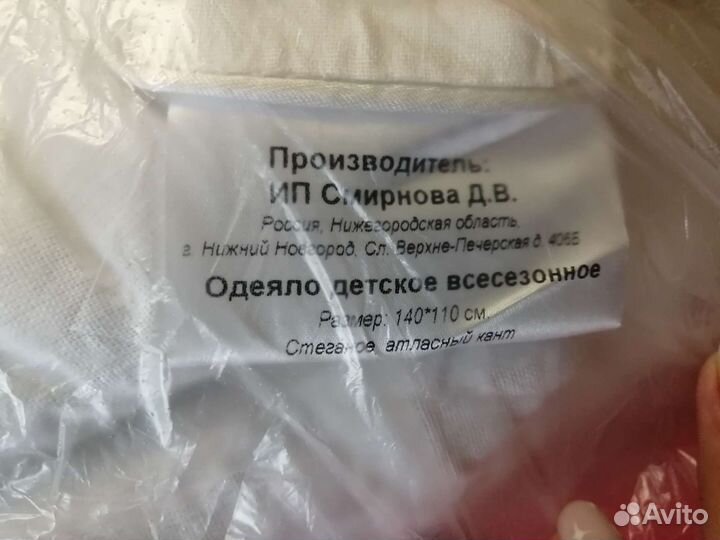 Производитель:
ИП Смирнова Д.В.
Россия, Нижегородская область,
г. Нижний Новгород, Сл. Верхне-Печерская д. 406Б
Одеяло детское всесезонное
Размер: 140*110 см.
Стеганое, атласный кант
Avito